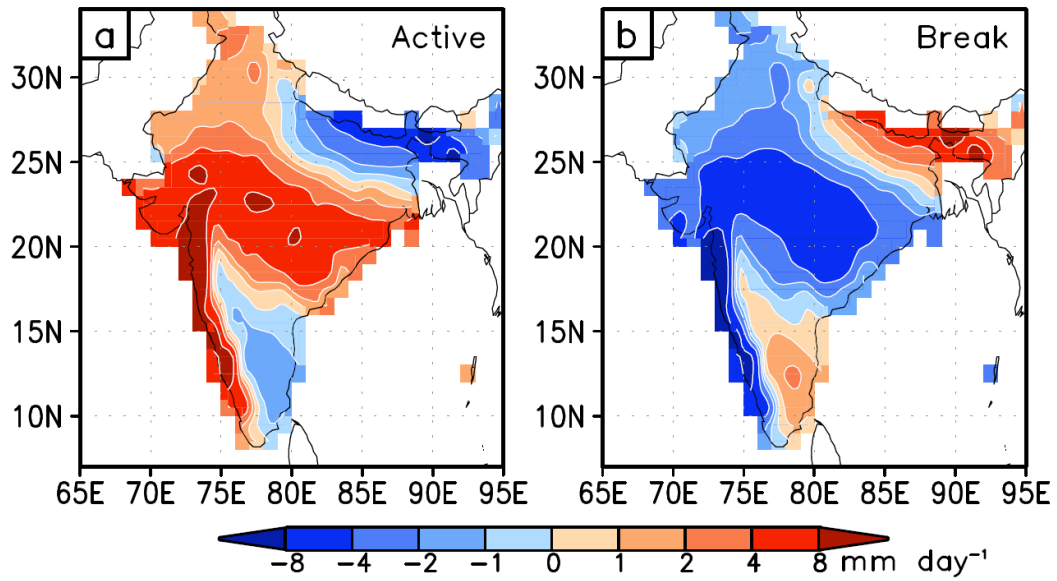 a Active
b Break
30N
25N
20N
15N
10N
65E 70E 75E 80E 85E 90E 95E
30N
25N
20N
15N
10N
65E 70E 75E 80E 85E 90E 95E
−8 −4 −2 −1 0 1 2 4 8 mm day⁻¹